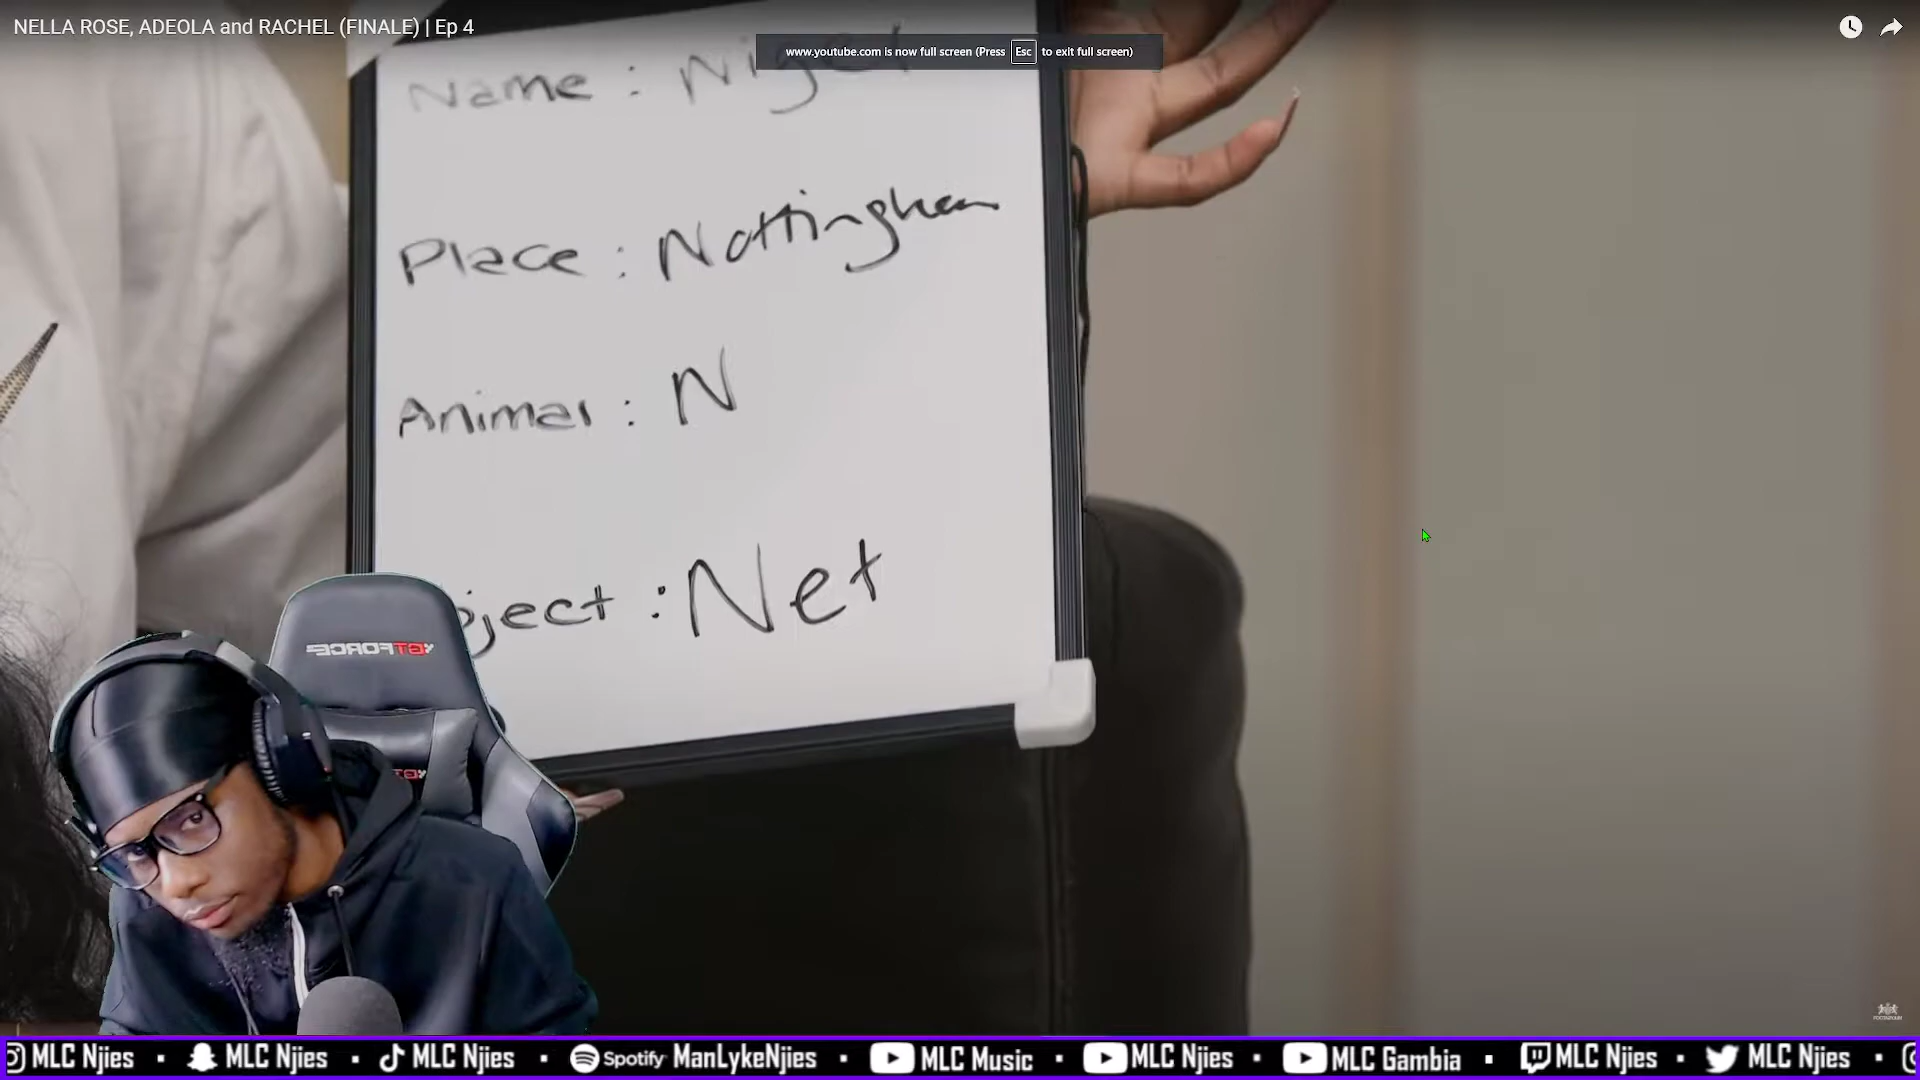 NELLA ROSE, ADEOLA and RACHEL (FINALE) | Ep 4
www.youtube.com is now full screen (Press Esc to exit full screen)
Name : Nigel
Place : Nottingham
Animal : N
ject : Net
MLC Njies · MLC Njies · MLC Njies · Spotify ManLykeNjies · MLC Music · MLC Njies · MLC Gambia · MLC Njies · MLC Njies ·